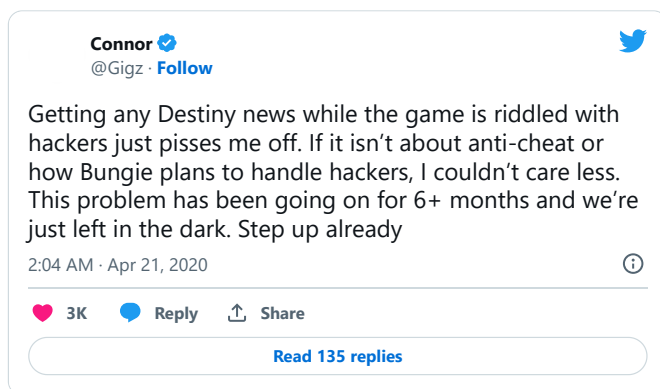 Connor
@Gigz · Follow
Getting any Destiny news while the game is riddled with
hackers just pisses me off. If it isn’t about anti-cheat or
how Bungie plans to handle hackers, I couldn’t care less.
This problem has been going on for 6+ months and we’re
just left in the dark. Step up already
2:04 AM · Apr 21, 2020
3K Reply Share
Read 135 replies